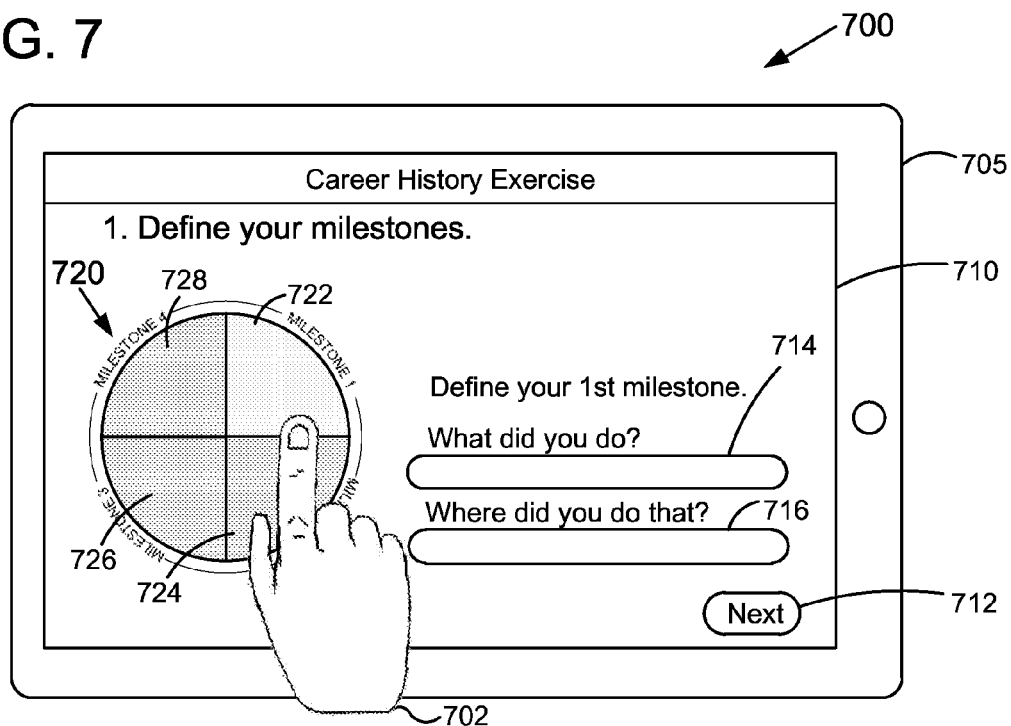 G. 7
700
705
Career History Exercise
1. Define your milestones.
720
728
722
710
MILESTONE 4
MILESTONE 1
714
Define your 1st milestone.
What did you do?
Where did you do that?
716
MILESTONE 3
726
724
Next
712
702